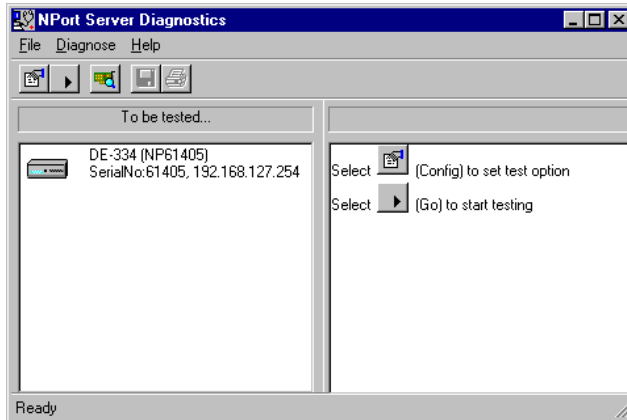 NPort Server Diagnostics
File Diagnose Help
To be tested...
DE-334 (NP61405)
SerialNo:61405, 192.168.127.254
Select (Config) to set test option
Select (Go) to start testing
Ready